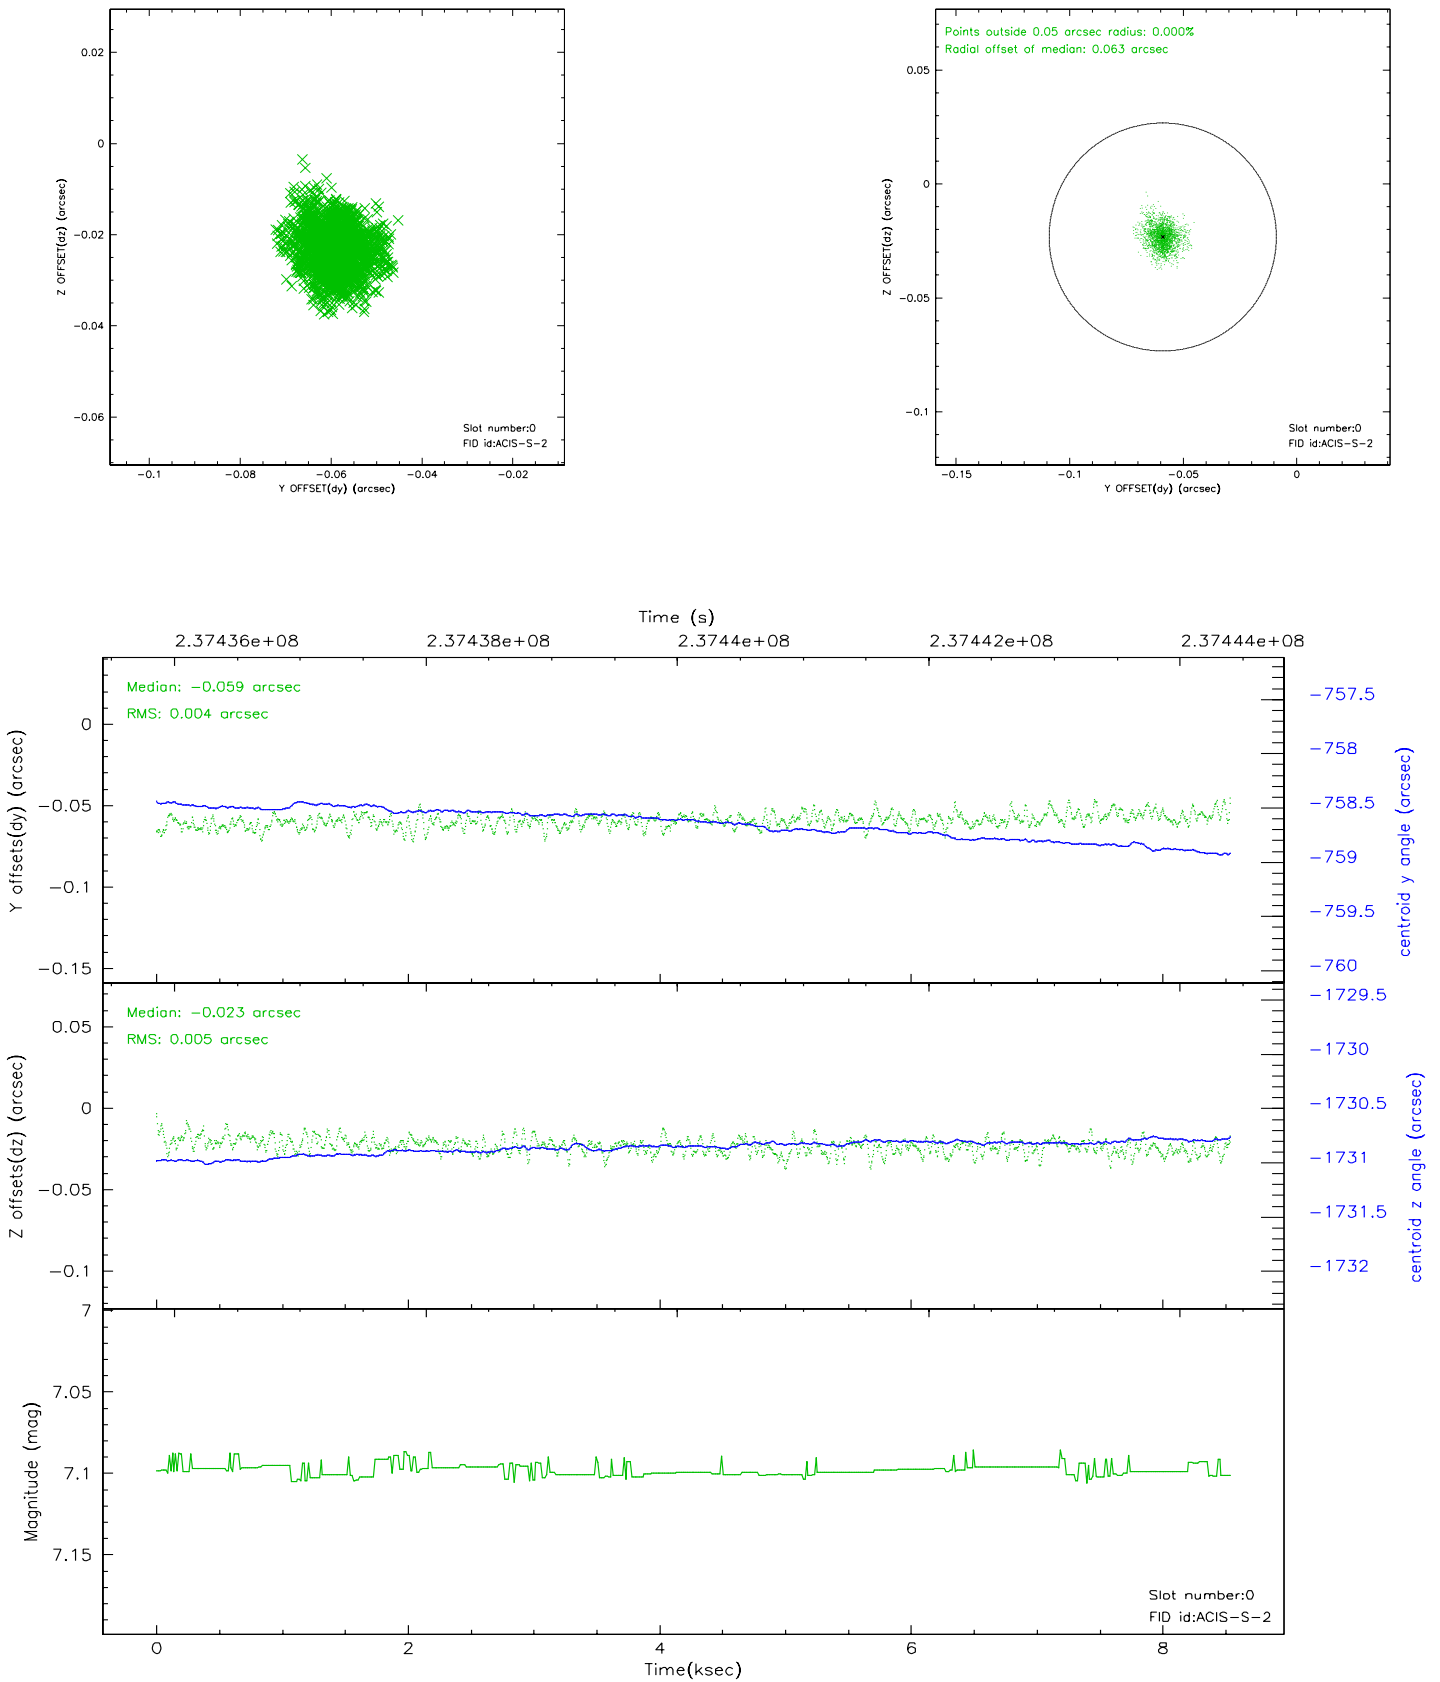 0.02
0
−0.02
−0.04
−0.06
Z OFFSET(dz) (arcsec)
Slot number:0
FID id:ACIS−S−2
−0.1
−0.08
−0.06
−0.04
−0.02
Y OFFSET(dy) (arcsec)
Points outside 0.05 arcsec radius: 0.000%
Radial offset of median: 0.063 arcsec
0.05
0
−0.05
−0.1
Z OFFSET(dz) (arcsec)
Slot number:0
FID id:ACIS−S−2
−0.15
−0.1
−0.05
0
Y OFFSET(dy) (arcsec)
Time (s)
2.37436e+08
2.37438e+08
2.3744e+08
2.37442e+08
2.37444e+08
Median: −0.059 arcsec
RMS: 0.004 arcsec
0
−0.05
−0.1
−0.15
Y offsets(dy) (arcsec)
−757.5
−758
−758.5
−759
−759.5
−760
centroid y angle (arcsec)
Median: −0.023 arcsec
RMS: 0.005 arcsec
0.05
0
−0.05
−0.1
Z offsets(dz) (arcsec)
−1729.5
−1730
−1730.5
−1731
−1731.5
−1732
centroid z angle (arcsec)
7
7.05
7.1
7.15
Magnitude (mag)
Slot number:0
FID id:ACIS−S−2
0
2
4
6
8
Time(ksec)